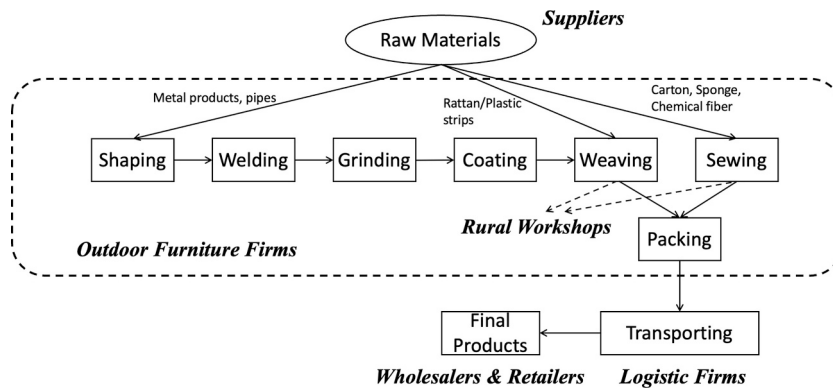 Suppliers
Raw Materials
Metal products, pipes
Rattan/Plastic
strips
Carton, Sponge,
Chemical fiber
Shaping
Welding
Grinding
Coating
Weaving
Sewing
Rural Workshops
Outdoor Furniture Firms
Packing
Final
Products
Transporting
Wholesalers & Retailers
Logistic Firms